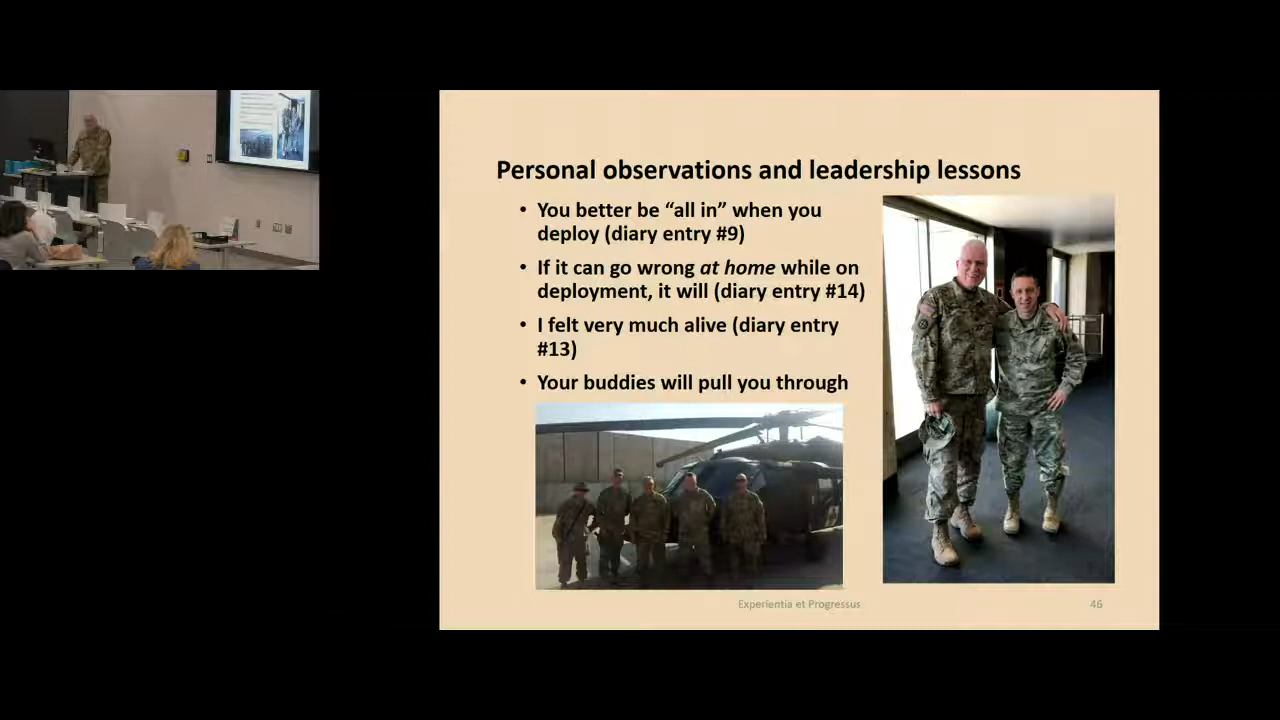 Personal observations and leadership lessons
• You better be “all in” when you
deploy (diary entry #9)
• If it can go wrong at home while on
deployment, it will (diary entry #14)
• I felt very much alive (diary entry
#13)
• Your buddies will pull you through
Experientia et Progressus
46